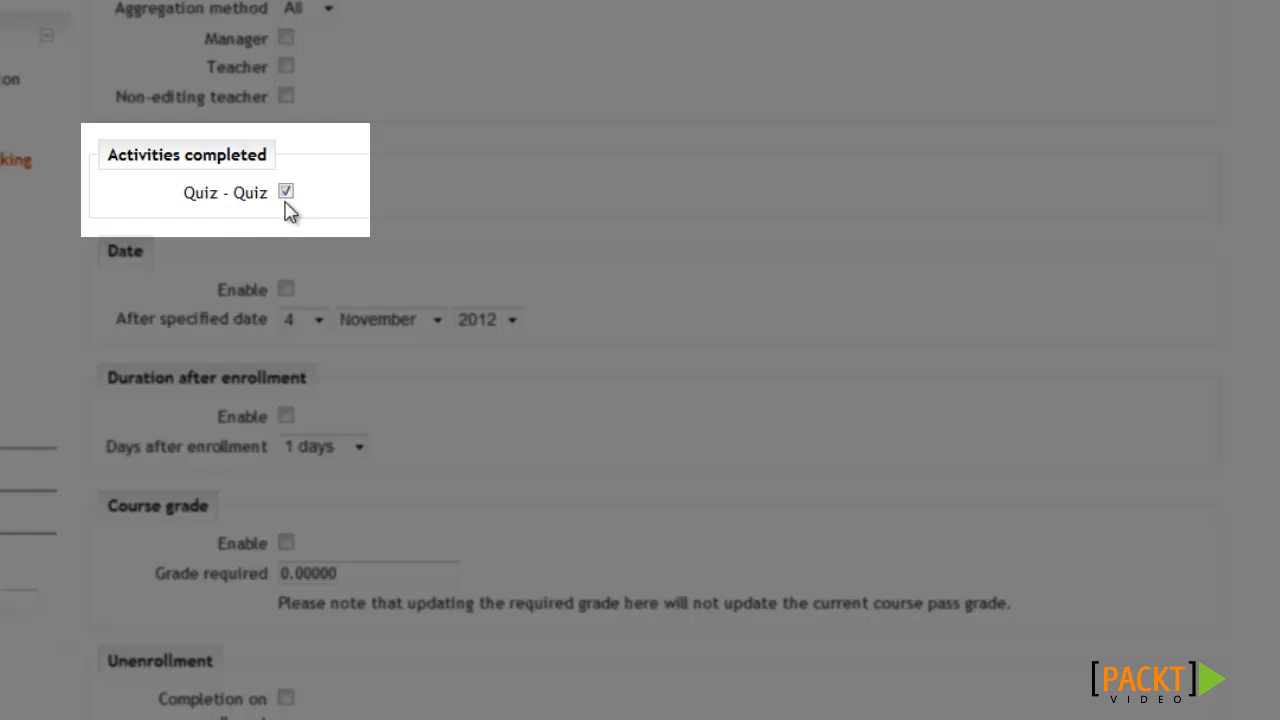 Aggregation method All
Manager
Teacher
on
Non-editing teacher
king
Activities completed
Quiz - Quiz
Date
Enable
After specified date 4 November 2012
Duration after enrollment
Enable
Days after enrollment 1 days
Course grade
Enable
Grade required 0.00000
Please note that updating the required grade here will not update the current course pass grade.
Unenrollment
Completion on
[PACKT]
VIDEO